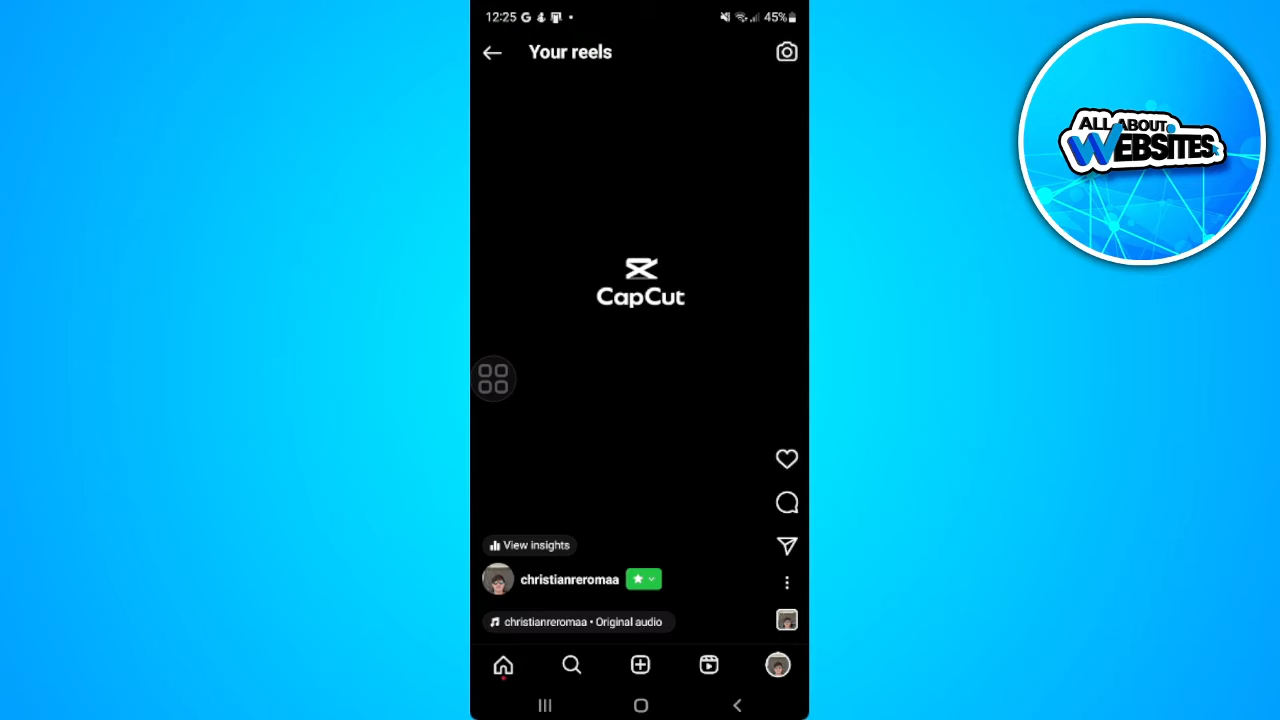 12:25
45%
Your reels
ALL ABOUT
WEBSITES
CapCut
View insights
christianreromaa
christianreromaa • Original audio